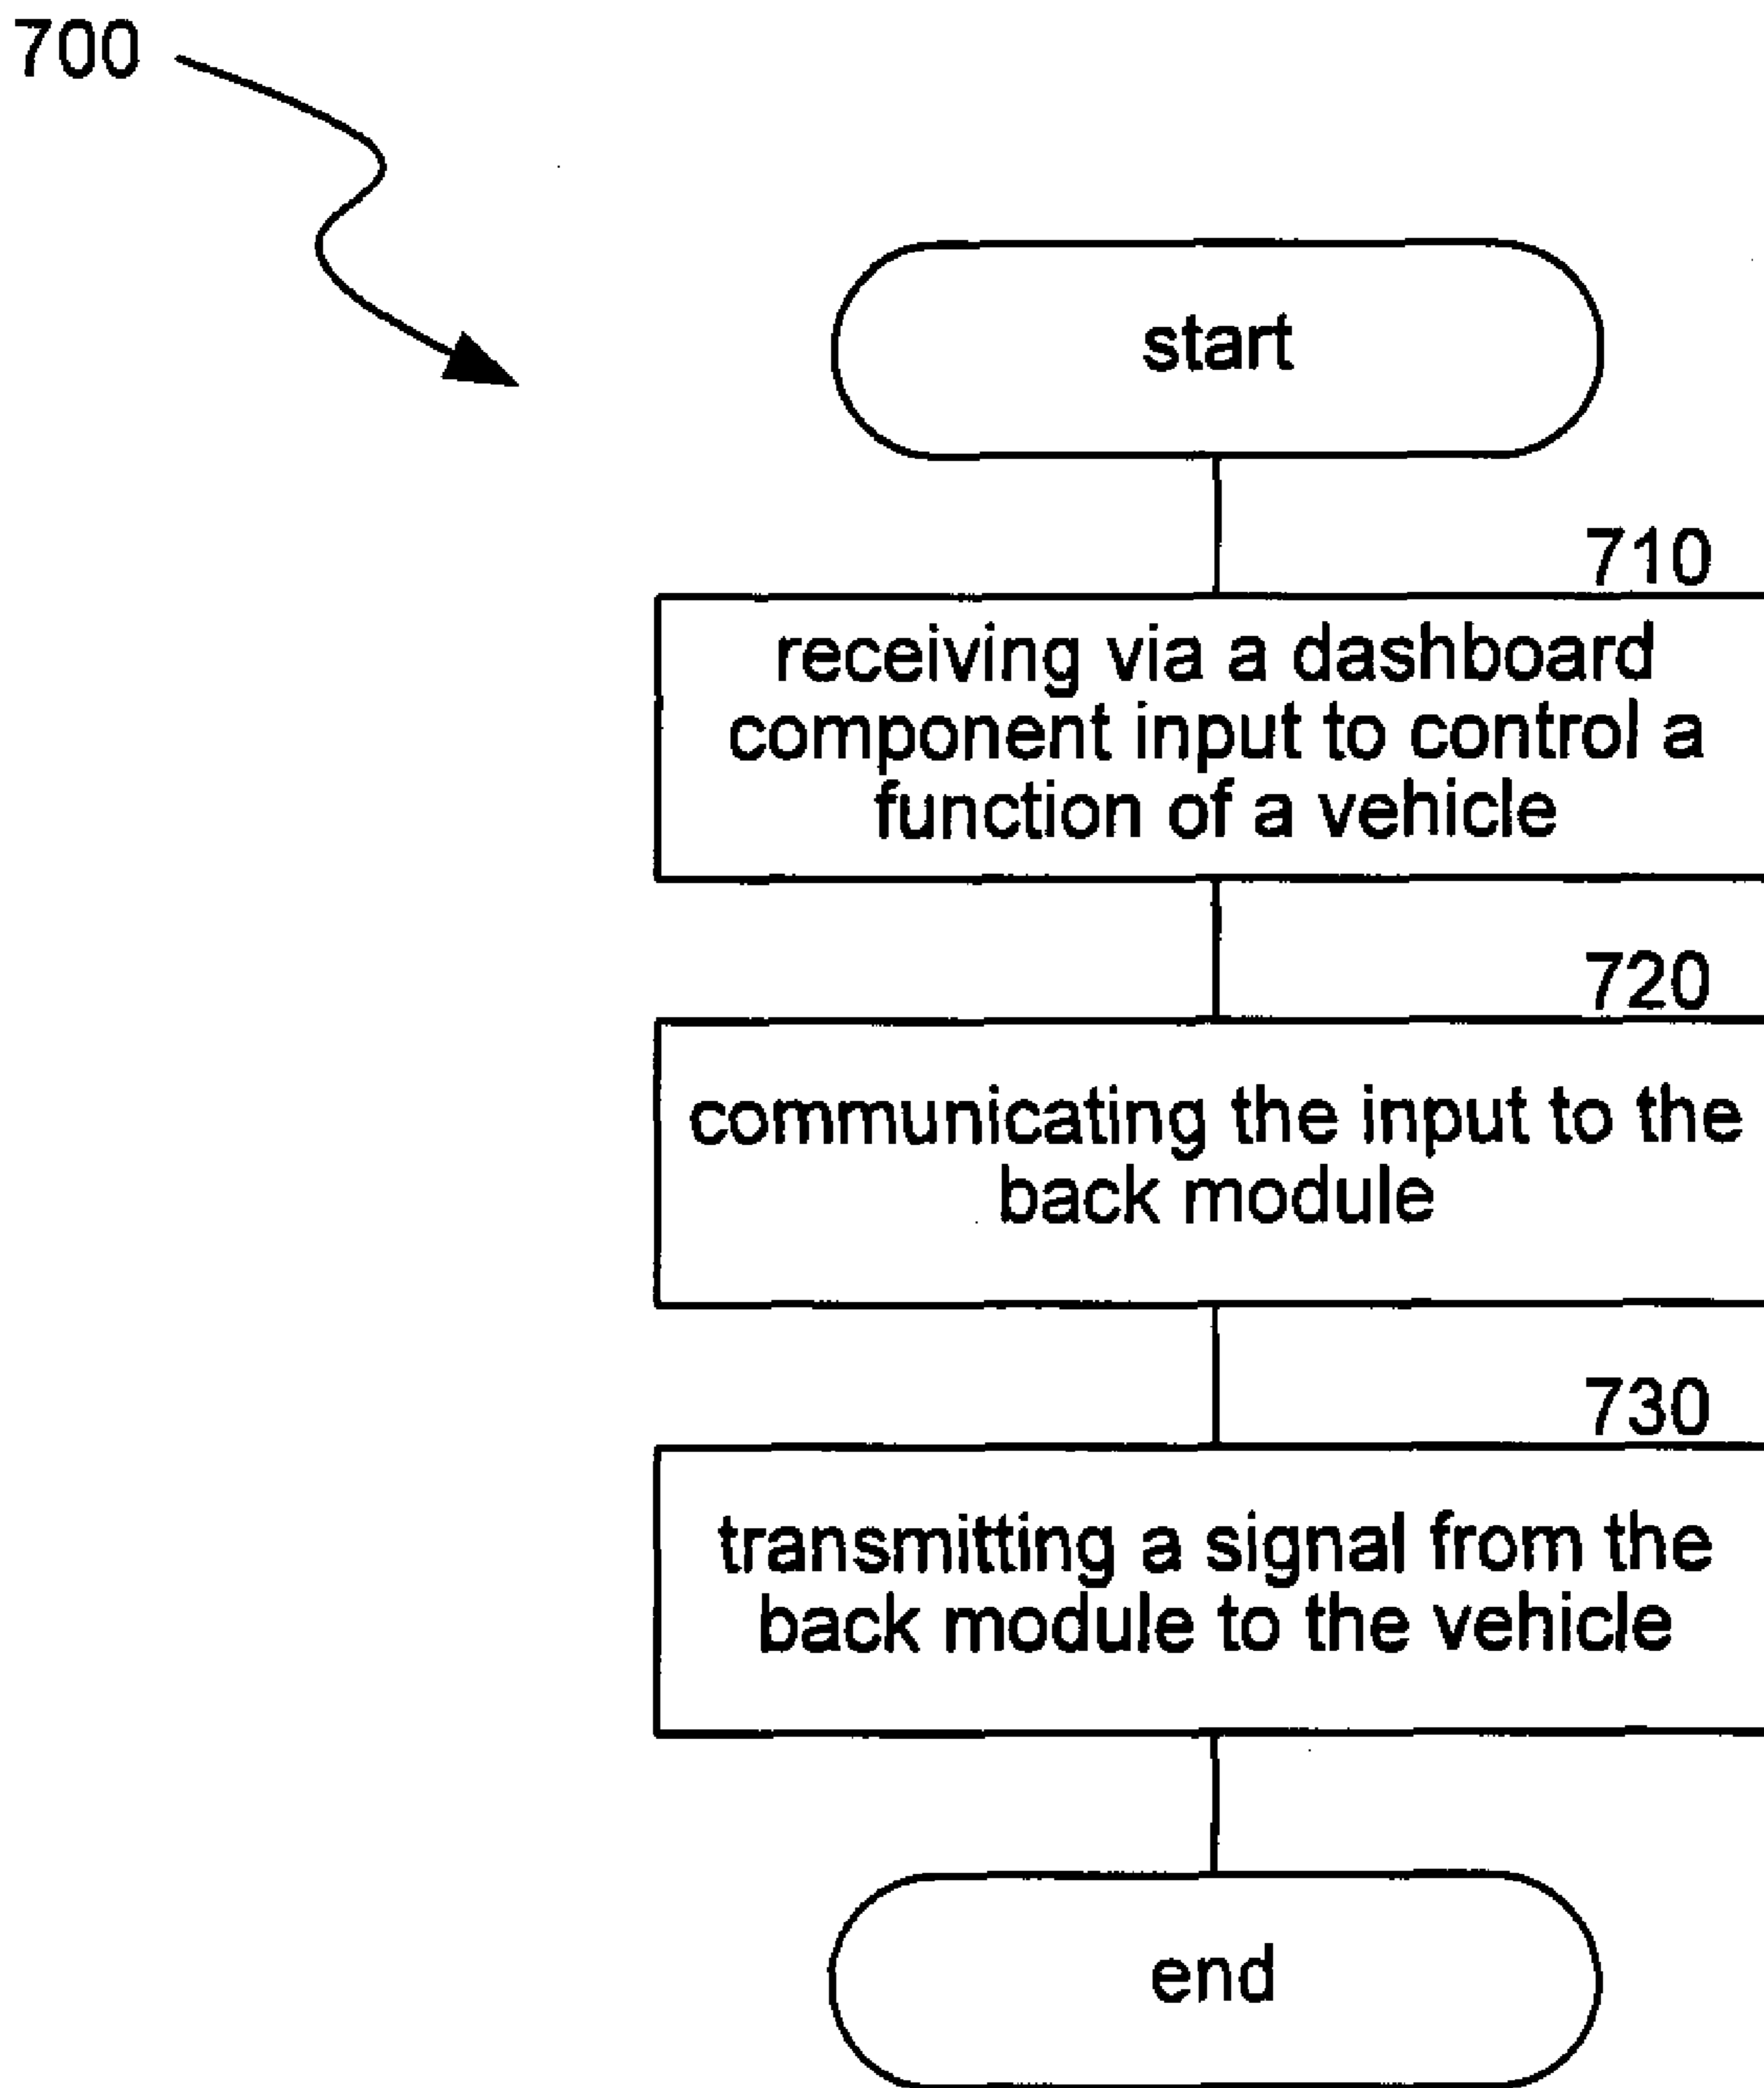 700
start
710
receiving via a dashboard
component input to control a
function of a vehicle
720
communicating the input to the
back module
730
transmitting a signal from the
back module to the vehicle
end